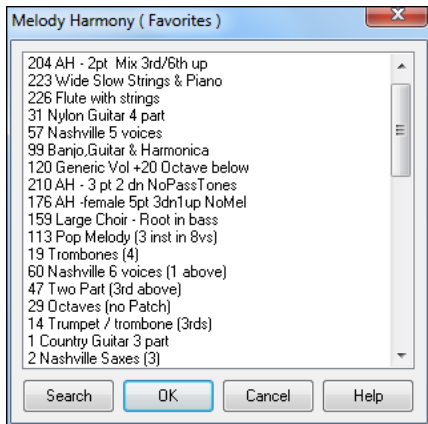 Melody Harmony ( Favorites )
204 AH - 2pt  Mix 3rd/6th up
223 Wide Slow Strings & Piano
226 Flute with strings
31 Nylon Guitar 4 part
57 Nashville 5 voices
99 Banjo,Guitar & Harmonica
120 Generic Vol +20 Octave below
210 AH - 3 pt 2 dn NoPassTones
176 AH -female 5pt 3dn1up NoMel
159 Large Choir - Root in bass
113 Pop Melody (3 inst in 8vs)
19 Trombones (4)
60 Nashville 6 voices (1 above)
47 Two Part (3rd above)
29 Octaves (no Patch)
14 Trumpet / trombone (3rds)
1 Country Guitar 3 part
2 Nashville Saxes (3)
Search OK Cancel Help